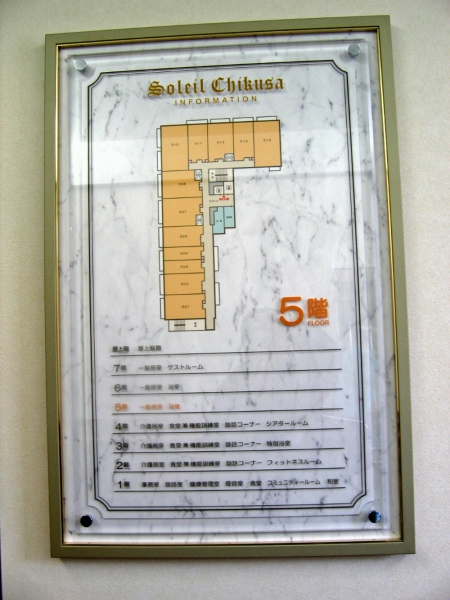 Soleil Chikusa
INFORMATION
5階
FLOOR
屋上階 屋上庭園
7階 一般居室 ゲストルーム
6階 一般居室 浴室
5階 一般居室 浴室
4階 介護居室 食堂兼機能訓練室 談話コーナー シアタールーム
3階 介護居室 食堂兼機能訓練室 談話コーナー 特別浴室
2階 介護居室 食堂兼機能訓練室 談話コーナー フィットネスルーム
1階 事務室 談話室 健康管理室 理容室 食堂 コミュニティールーム 和室